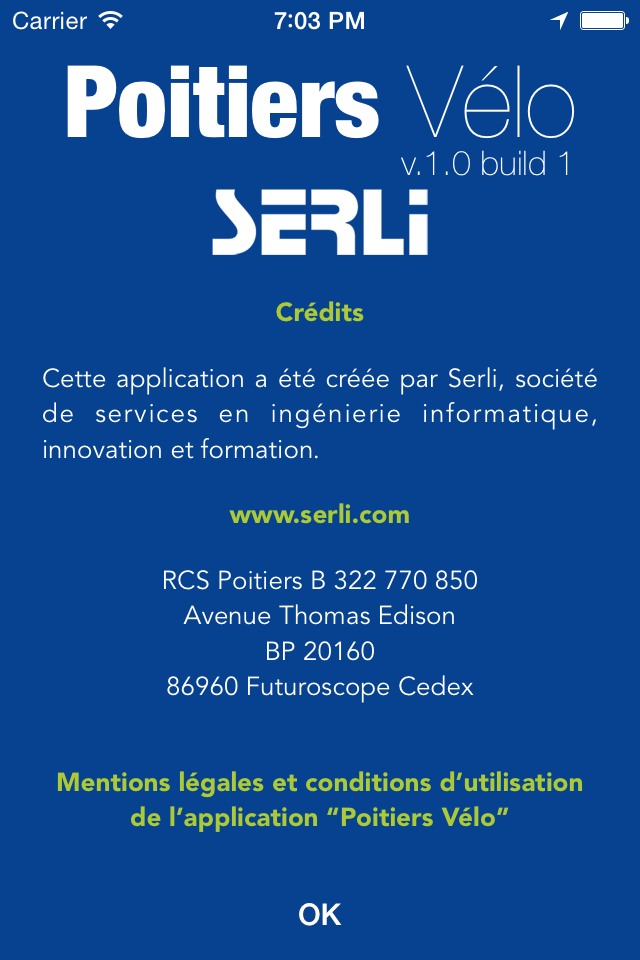 Carrier 7:03 PM
Poitiers Vélo
v.1.0 build 1
SERLi
Crédits
Cette application a été créée par Serli, société
de services en ingénierie informatique,
innovation et formation.
www.serli.com
RCS Poitiers B 322 770 850
Avenue Thomas Edison
BP 20160
86960 Futuroscope Cedex
Mentions légales et conditions d’utilisation
de l’application “Poitiers Vélo”
OK